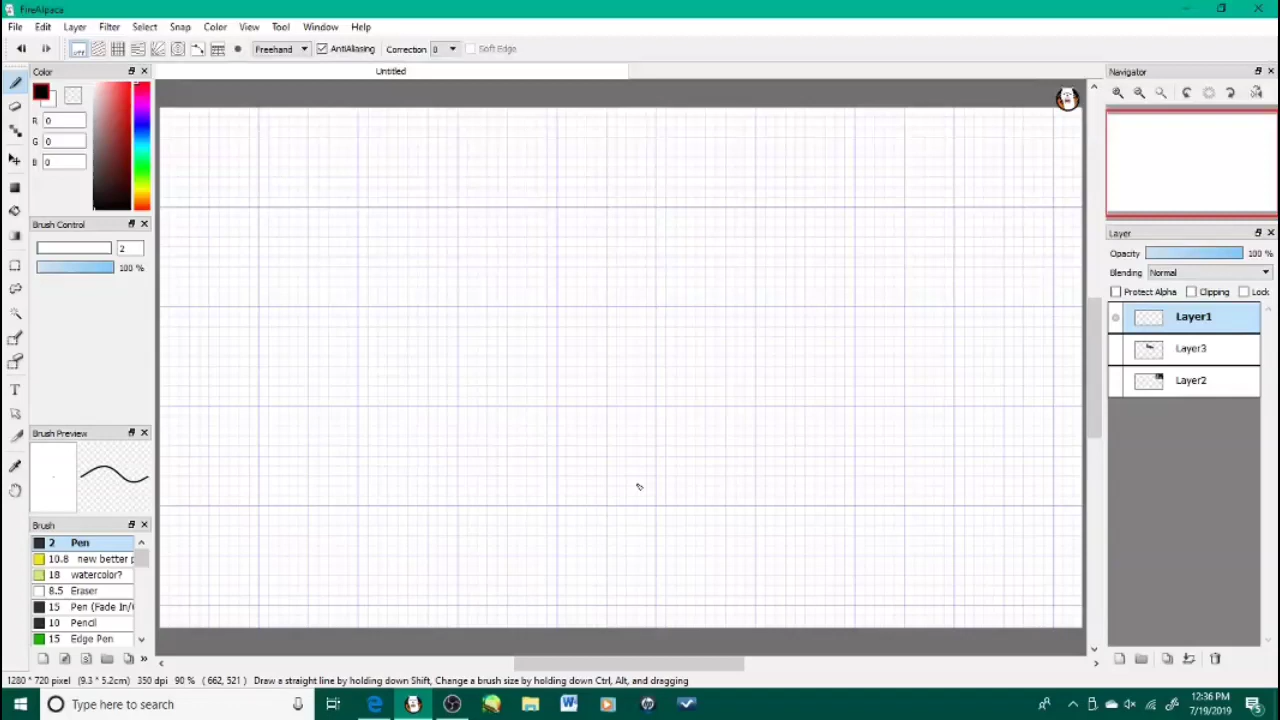 FireAlpaca
File Edit Layer Filter Select Snap Color View Tool Window Help
OFF Freehand AntiAliasing Correction 0 Soft Edge
Color
Untitled
Navigator
R 0
G 0
B 0
Brush Control
2
100 %
Layer
Opacity 100 %
Blending Normal
Protect Alpha Clipping Lock
Layer1
Layer3
Layer2
Brush Preview
Brush
2 Pen
10.8 new better
18 watercolor?
8.5 Eraser
15 Pen (Fade In/
10 Pencil
15 Edge Pen
1280 * 720 pixel (9.3 * 5.2cm) 350 dpi 90 % ( 662, 521 ) Draw a straight line by holding down Shift, Change a brush size by holding down Ctrl, Alt, and dragging
Type here to search
12:36 PM
7/19/2019